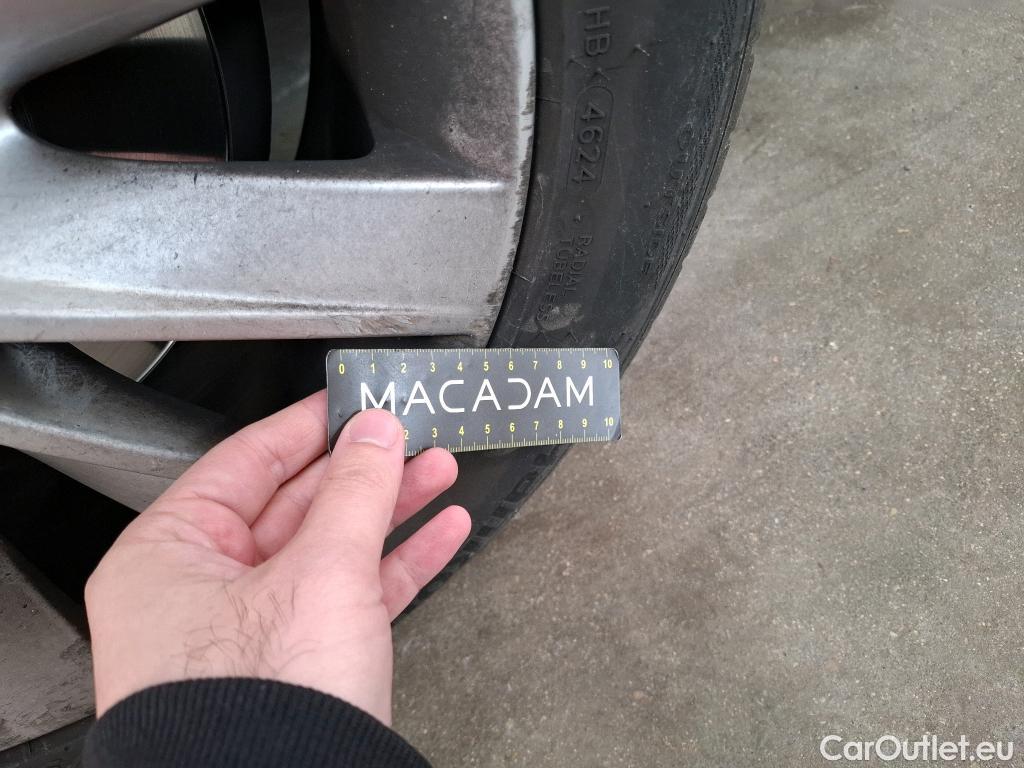 HB< 4624
OUTSIDE
RADIAL
TUBELESS
0 1 2 3 4 5 6 7 8 9 10
MACADAM
2 3 4 5 6 7 8 9 10
CarOutlet.eu